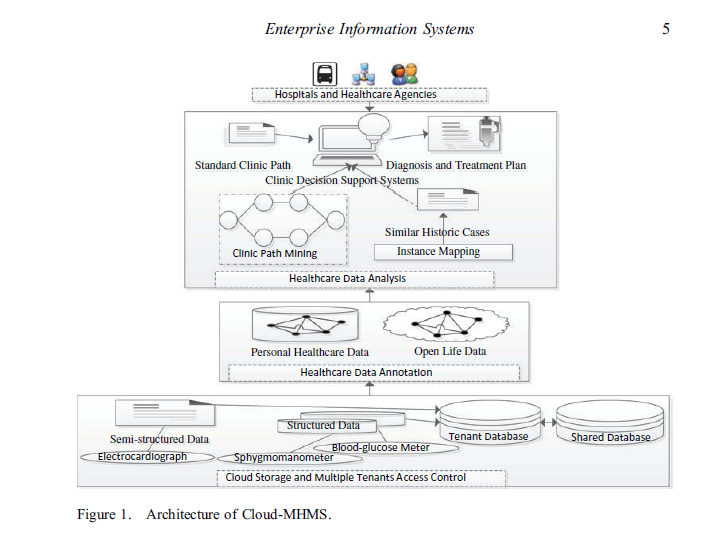 Enterprise Information Systems
5
Hospitals and Healthcare Agencies
Standard Clinic Path
Diagnosis and Treatment Plan
Clinic Decision Support Systems
Similar Historic Cases
Clinic Path Mining
Instance Mapping
Healthcare Data Analysis
Personal Healthcare Data
Open Life Data
Healthcare Data Annotation
Structured Data
Semi-structured Data
Tenant Database
Shared Database
Blood-glucose Meter
Electrocardiograph
Sphygmomanometer
Cloud Storage and Multiple Tenants Access Control
Figure 1. Architecture of Cloud-MHMS.